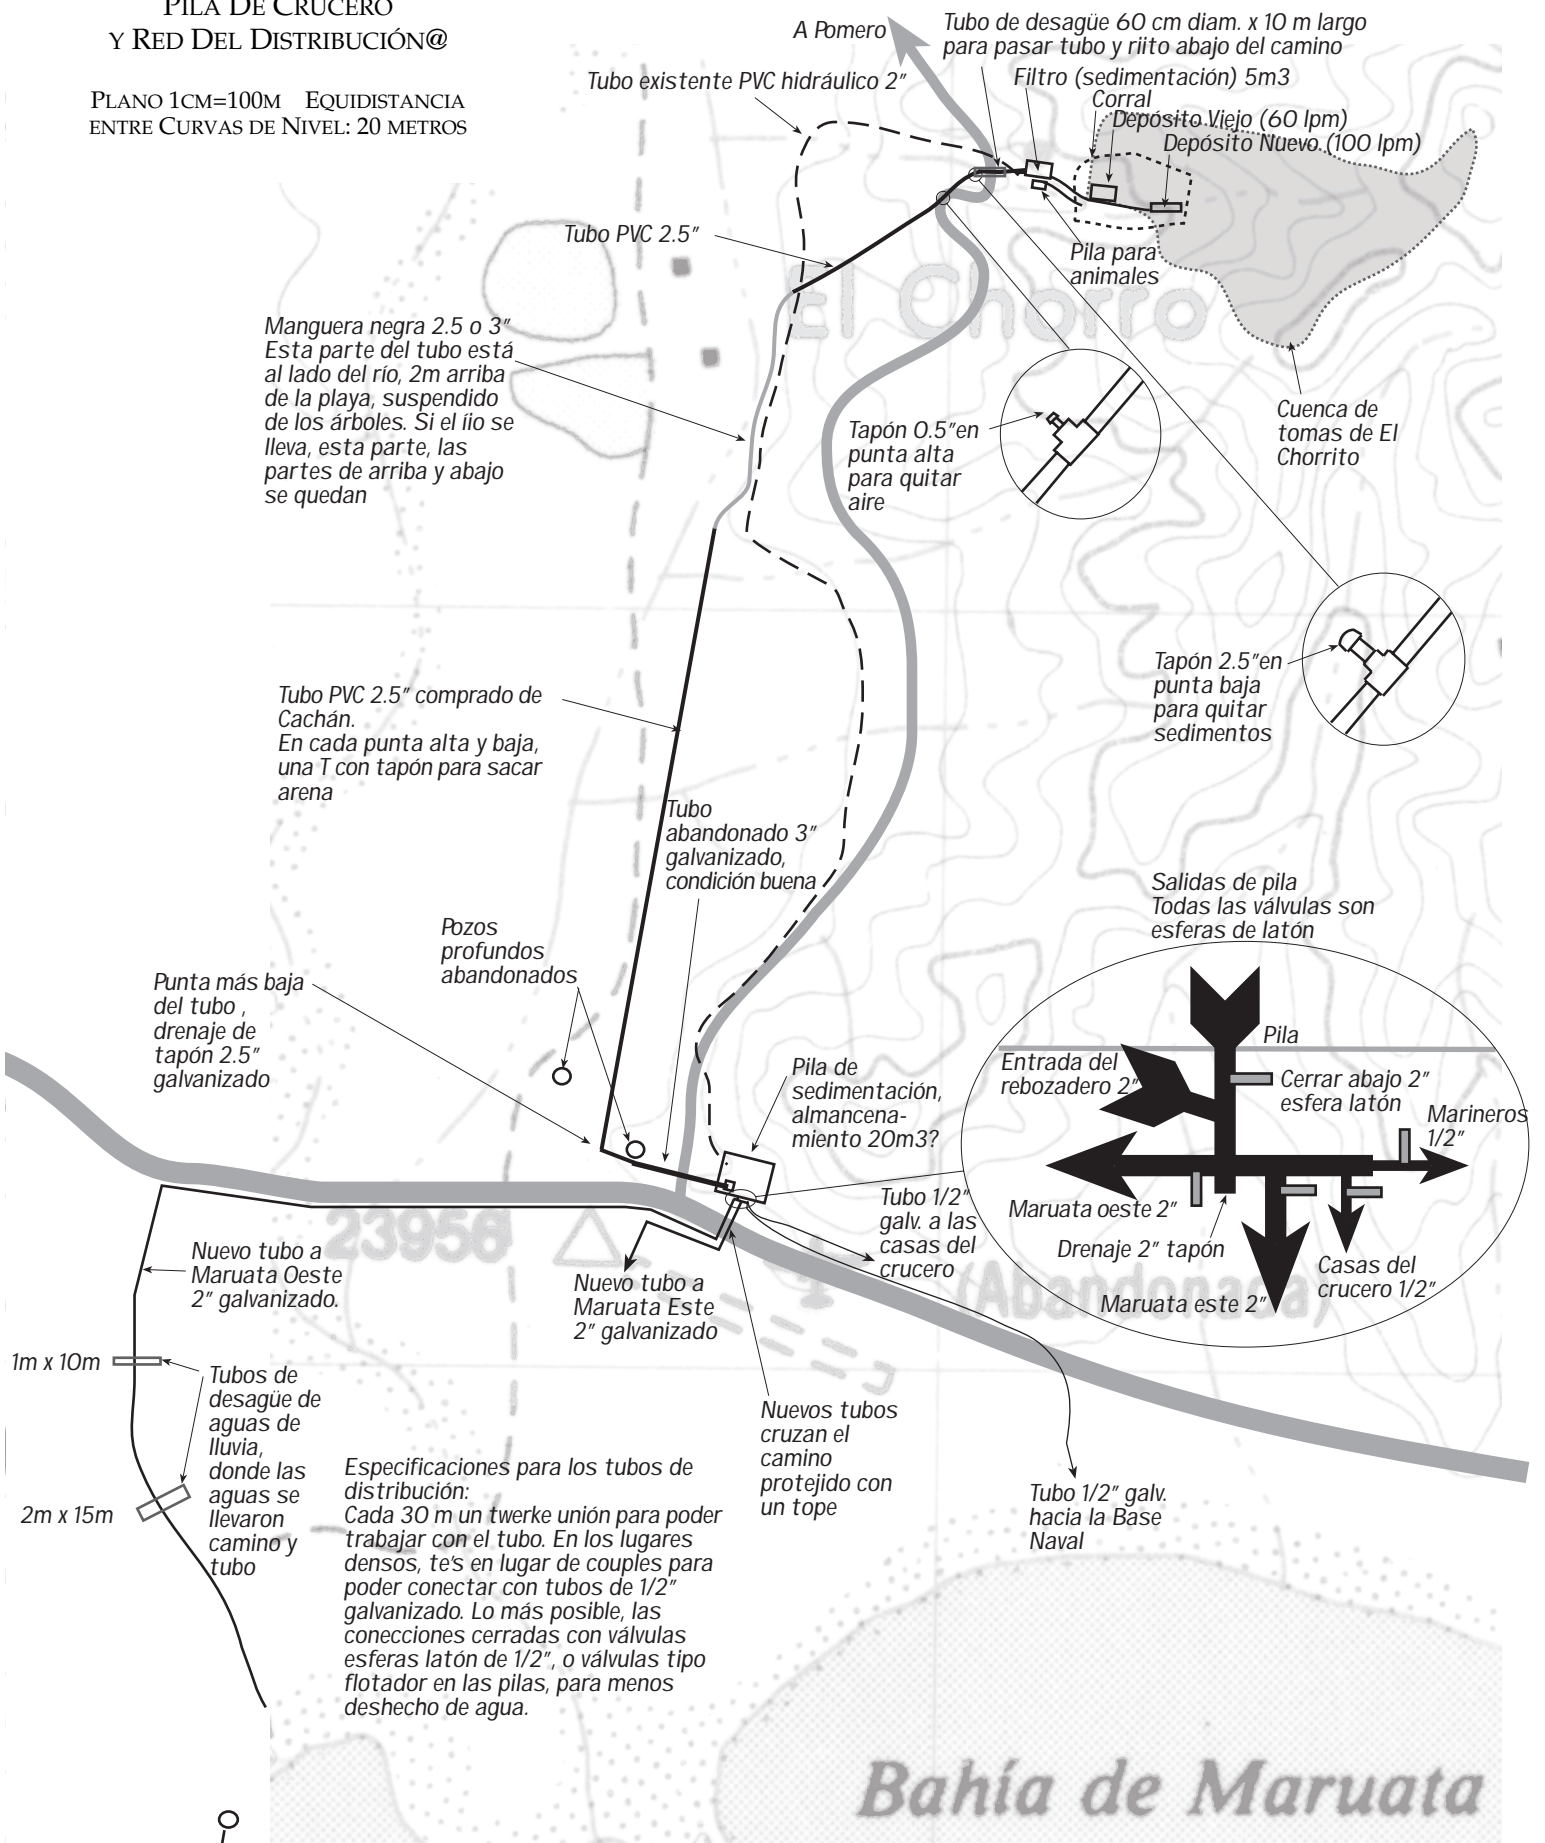 PILA DE CRUCERO
Y RED DEL DISTRIBUCIÓN@
PLANO 1CM=100M EQUIDISTANCIA
ENTRE CURVAS DE NIVEL: 20 METROS
A Pomero
Tubo de desagüe 60 cm diam. x 10 m largo
para pasar tubo y riito abajo del camino
Tubo existente PVC hidráulico 2"
Filtro (sedimentación) 5m3
Corral
Depósito Viejo (60 lpm)
Depósito Nuevo (100 lpm)
Tubo PVC 2.5"
Pila para
animales
El Chorro
Manguera negra 2.5 o 3"
Esta parte del tubo está
al lado del río, 2m arriba
de la playa, suspendido
de los árboles. Si el iio se
lleva, esta parte, las
partes de arriba y abajo
se quedan
Tapón 0.5"en
punta alta
para quitar
aire
Cuenca de
tomas de El
Chorrito
Tapón 2.5"en
punta baja
para quitar
sedimentos
Tubo PVC 2.5" comprado de
Cachán.
En cada punta alta y baja,
una T con tapón para sacar
arena
Tubo
abandonado 3"
galvanizado,
condición buena
Pozos
profundos
abandonados
Punta más baja
del tubo ,
drenaje de
tapón 2.5"
galvanizado
Salidas de pila
Todas las válvulas son
esferas de latón
Pila
Entrada del
rebozadero 2"
Cerrar abajo 2"
esfera latón
Marineros
1/2"
Maruata oeste 2"
Drenaje 2" tapón
Casas del
crucero 1/2"
Maruata este 2"
Pila de
sedimentación,
almancena-
miento 20m3?
Tubo 1/2"
galv. a las
casas del
crucero
23956
(Abandonada)
Nuevo tubo a
Maruata Oeste
2" galvanizado.
Nuevo tubo a
Maruata Este
2" galvanizado
1m x 10m
Tubos de
desagüe de
aguas de
lluvia,
donde las
aguas se
llevaron
camino y
tubo
2m x 15m
Nuevos tubos
cruzan el
camino
protejido con
un tope
Tubo 1/2" galv.
hacia la Base
Naval
Especificaciones para los tubos de
distribución:
Cada 30 m un twerke unión para poder
trabajar con el tubo. En los lugares
densos, te's en lugar de couples para
poder conectar con tubos de 1/2"
galvanizado. Lo más posible, las
conecciones cerradas con válvulas
esferas latón de 1/2", o válvulas tipo
flotador en las pilas, para menos
deshecho de agua.
Bahía de Maruata